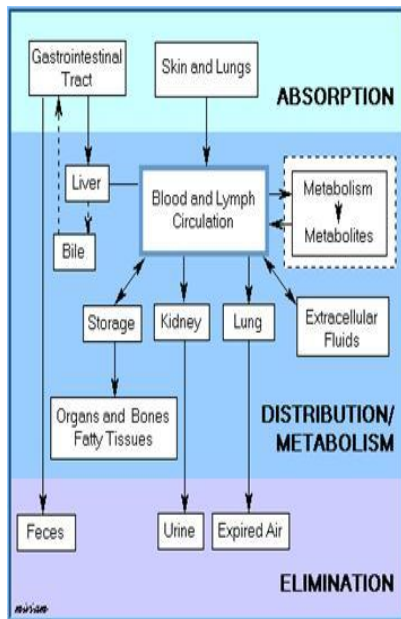 Gastrointestinal
Tract
Skin and Lungs
ABSORPTION
Liver
Blood and Lymph
Circulation
Metabolism
Metabolites
Bile
Storage
Kidney
Lung
Extracellular
Fluids
Organs and Bones
Fatty Tissues
DISTRIBUTION/
METABOLISM
Feces
Urine
Expired Air
ELIMINATION